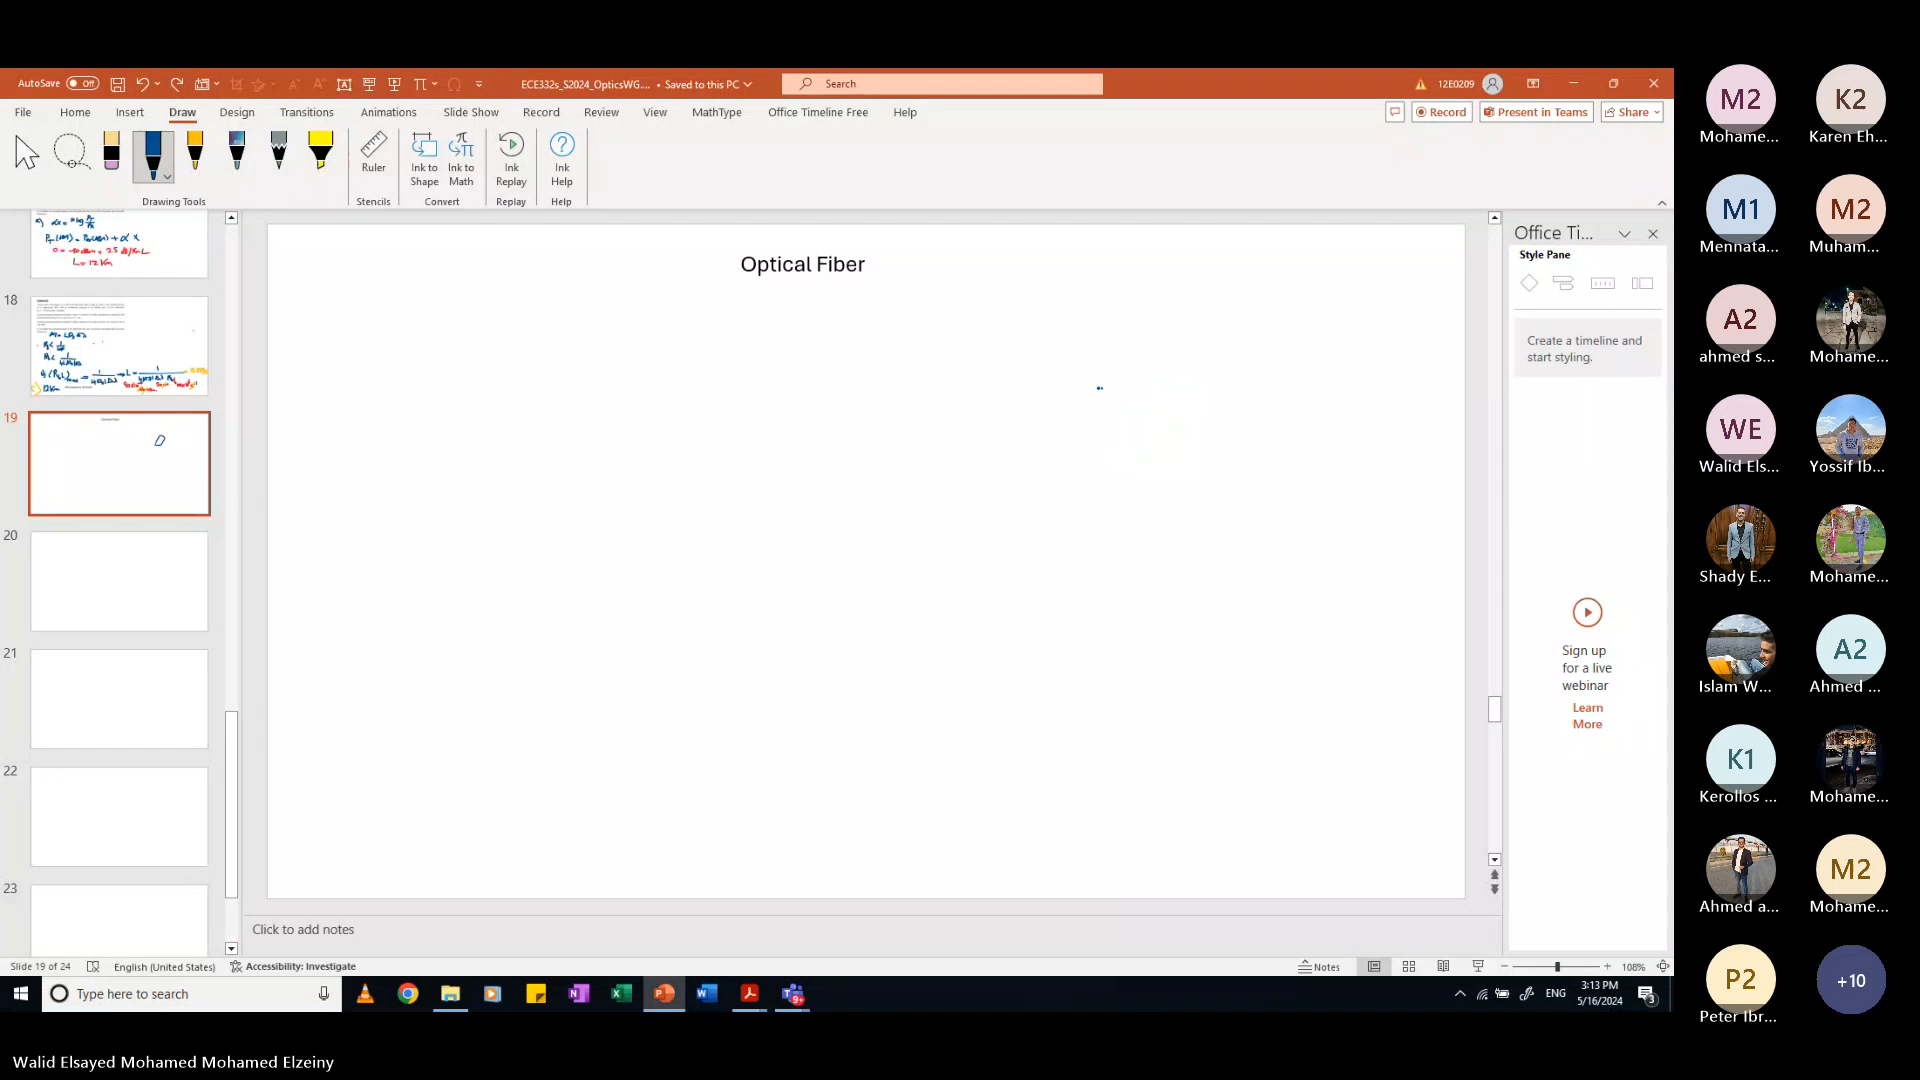 AutoSave Off
ECE332s_S2024_OpticsWG.... • Saved to this PC
Search
12E0209
File Home Insert Draw Design Transitions Animations Slide Show Record Review View MathType Office Timeline Free Help
Record
Present in Teams
Share
Ruler
Ink to Shape
Ink to Math
Ink Replay
Ink Help
Drawing Tools
Stencils
Convert
Replay
Help
L = 12 Km
18
12 Km
19
20
21
22
23
Optical Fiber
Click to add notes
Office Ti...
Style Pane
Create a timeline and
start styling.
Sign up
for a live
webinar
Learn
More
Slide 19 of 24
English (United States)
Accessibility: Investigate
Notes
108%
Type here to search
ENG
3:13 PM
5/16/2024
3
9+
M2
Mohame...
K2
Karen Eh...
M1
Mennata...
M2
Muham...
A2
ahmed s...
Mohame...
WE
Walid Els...
Yossif Ib...
Shady E...
Mohame...
Islam W...
A2
Ahmed ...
K1
Kerollos ...
Mohame...
Ahmed a...
M2
Mohame...
P2
Peter Ibr...
+10
Walid Elsayed Mohamed Mohamed Elzeiny